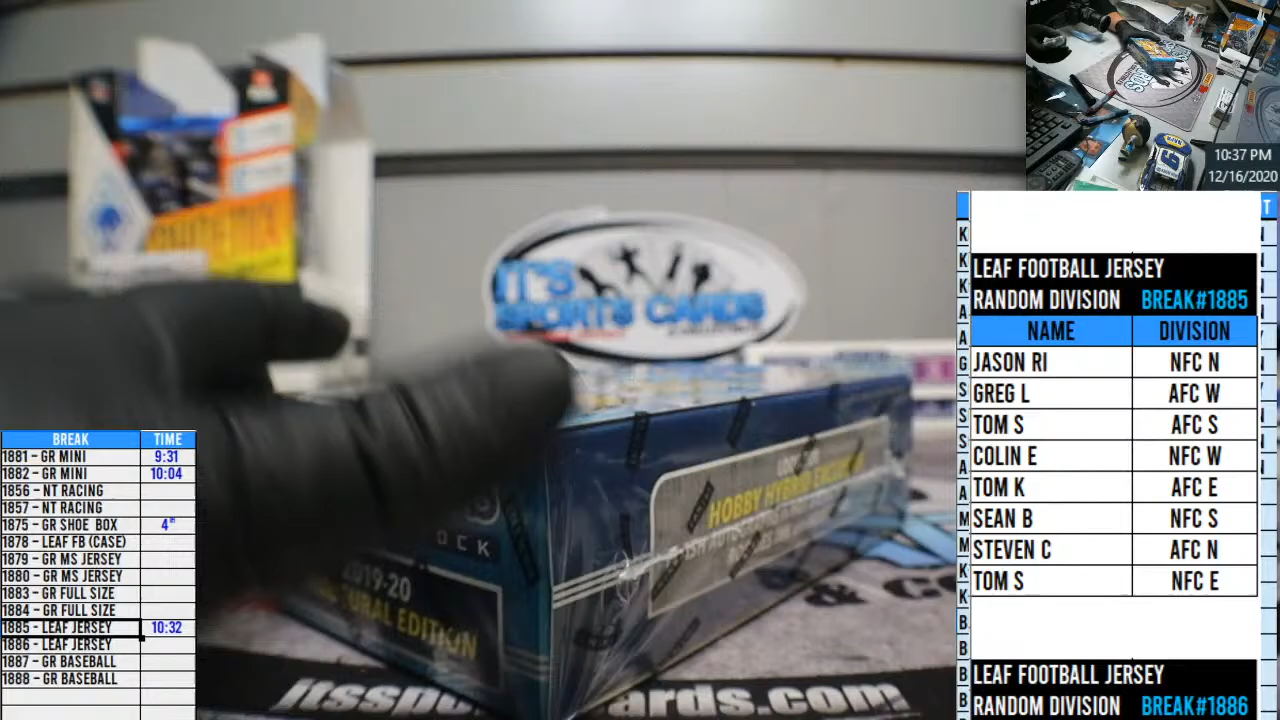 10:37 PM
12/16/2020
IT'S
SPORTS CARDS
HOBBY HYBRID
2019-20
EDITION
LEAF FOOTBALL JERSEY
RANDOM DIVISION BREAK#1885
NAME DIVISION
JASON RI NFC N
GREG L AFC W
TOM S AFC S
COLIN E NFC W
TOM K AFC E
SEAN B NFC S
STEVEN C AFC N
TOM S NFC E
LEAF FOOTBALL JERSEY
RANDOM DIVISION BREAK#1886
BREAK TIME
1881 - GR MINI 9:31
1882 - GR MINI 10:04
1856 - NT RACING
1857 - NT RACING
1875 - GR SHOE BOX 4th
1878 - LEAF FB (CASE)
1879 - GR MS JERSEY
1880 - GR MS JERSEY
1883 - GR FULL SIZE
1884 - GR FULL SIZE
1885 - LEAF JERSEY 10:32
1886 - LEAF JERSEY
1887 - GR BASEBALL
1888 - GR BASEBALL